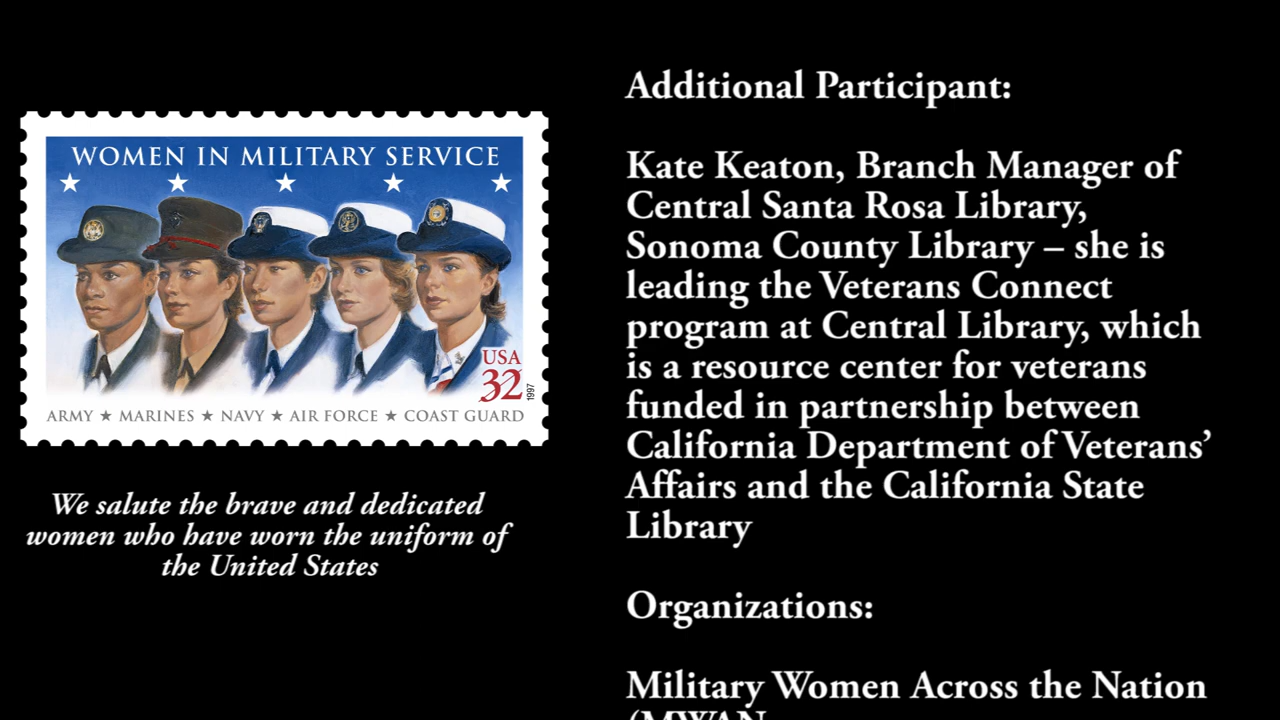 WOMEN IN MILITARY SERVICE
USA
32
1997
ARMY ★ MARINES ★ NAVY ★ AIR FORCE ★ COAST GUARD
We salute the brave and dedicated
women who have worn the uniform of
the United States
Additional Participant:
Kate Keaton, Branch Manager of
Central Santa Rosa Library,
Sonoma County Library – she is
leading the Veterans Connect
program at Central Library, which
is a resource center for veterans
funded in partnership between
California Department of Veterans’
Affairs and the California State
Library
Organizations:
Military Women Across the Nation
(MWAN